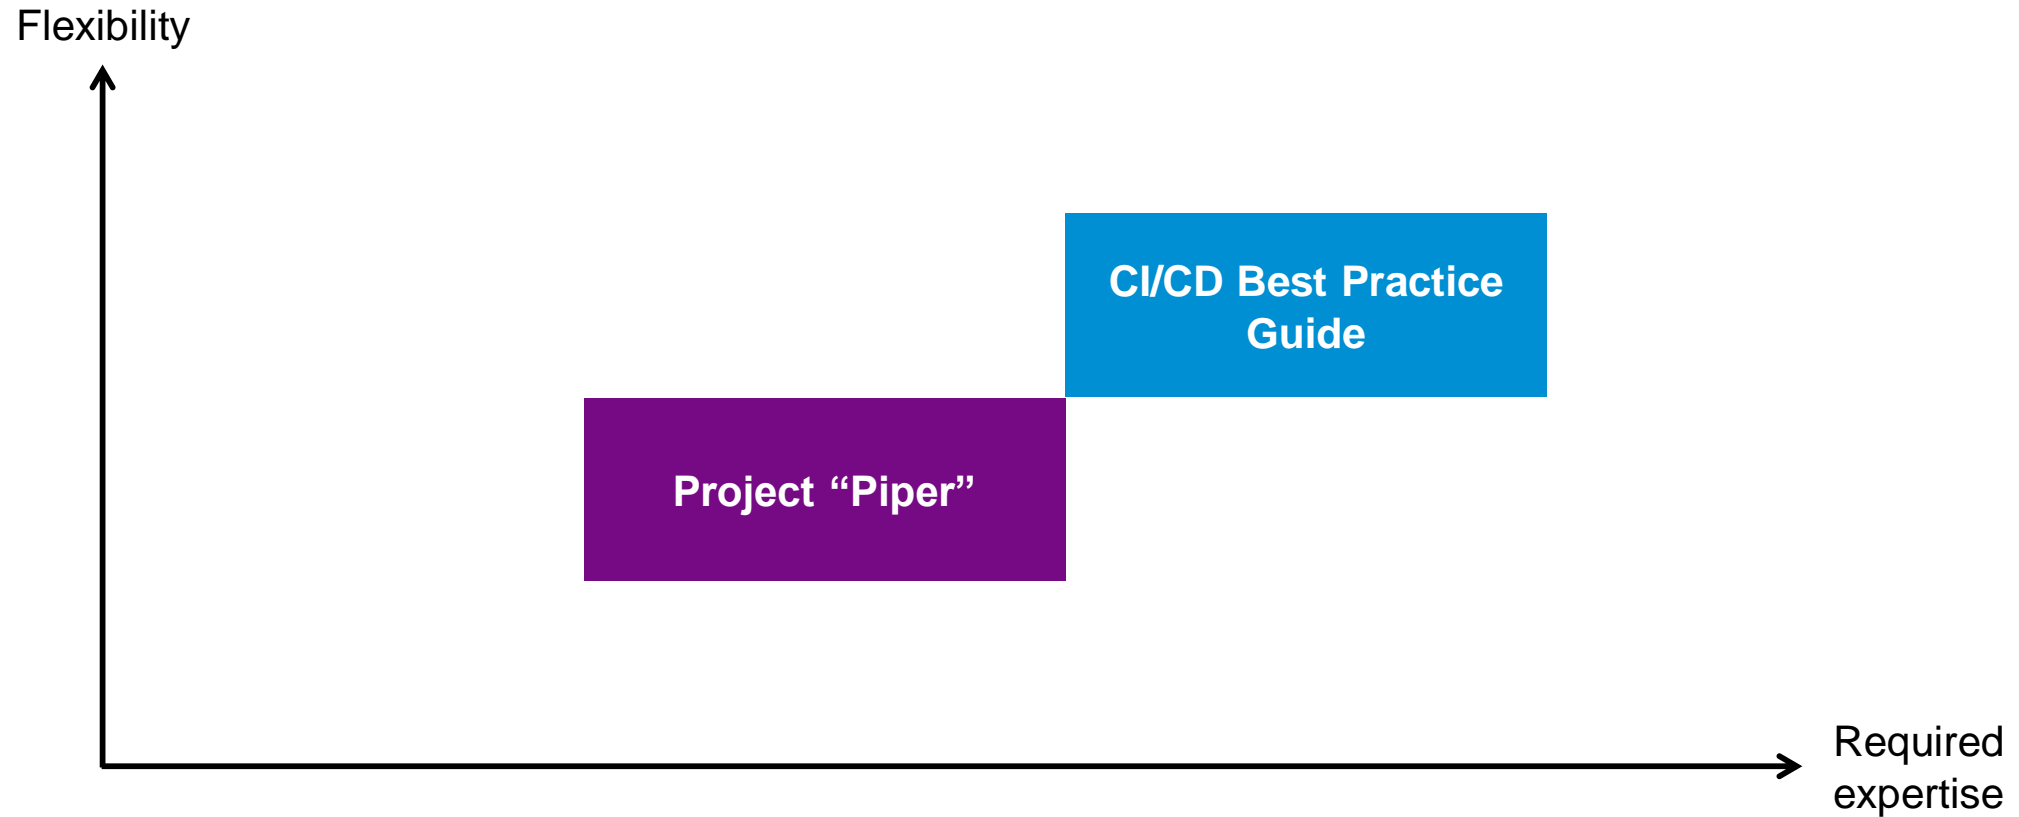 Flexibility
CI/CD Best Practice
Guide
Project “Piper”
Required
expertise